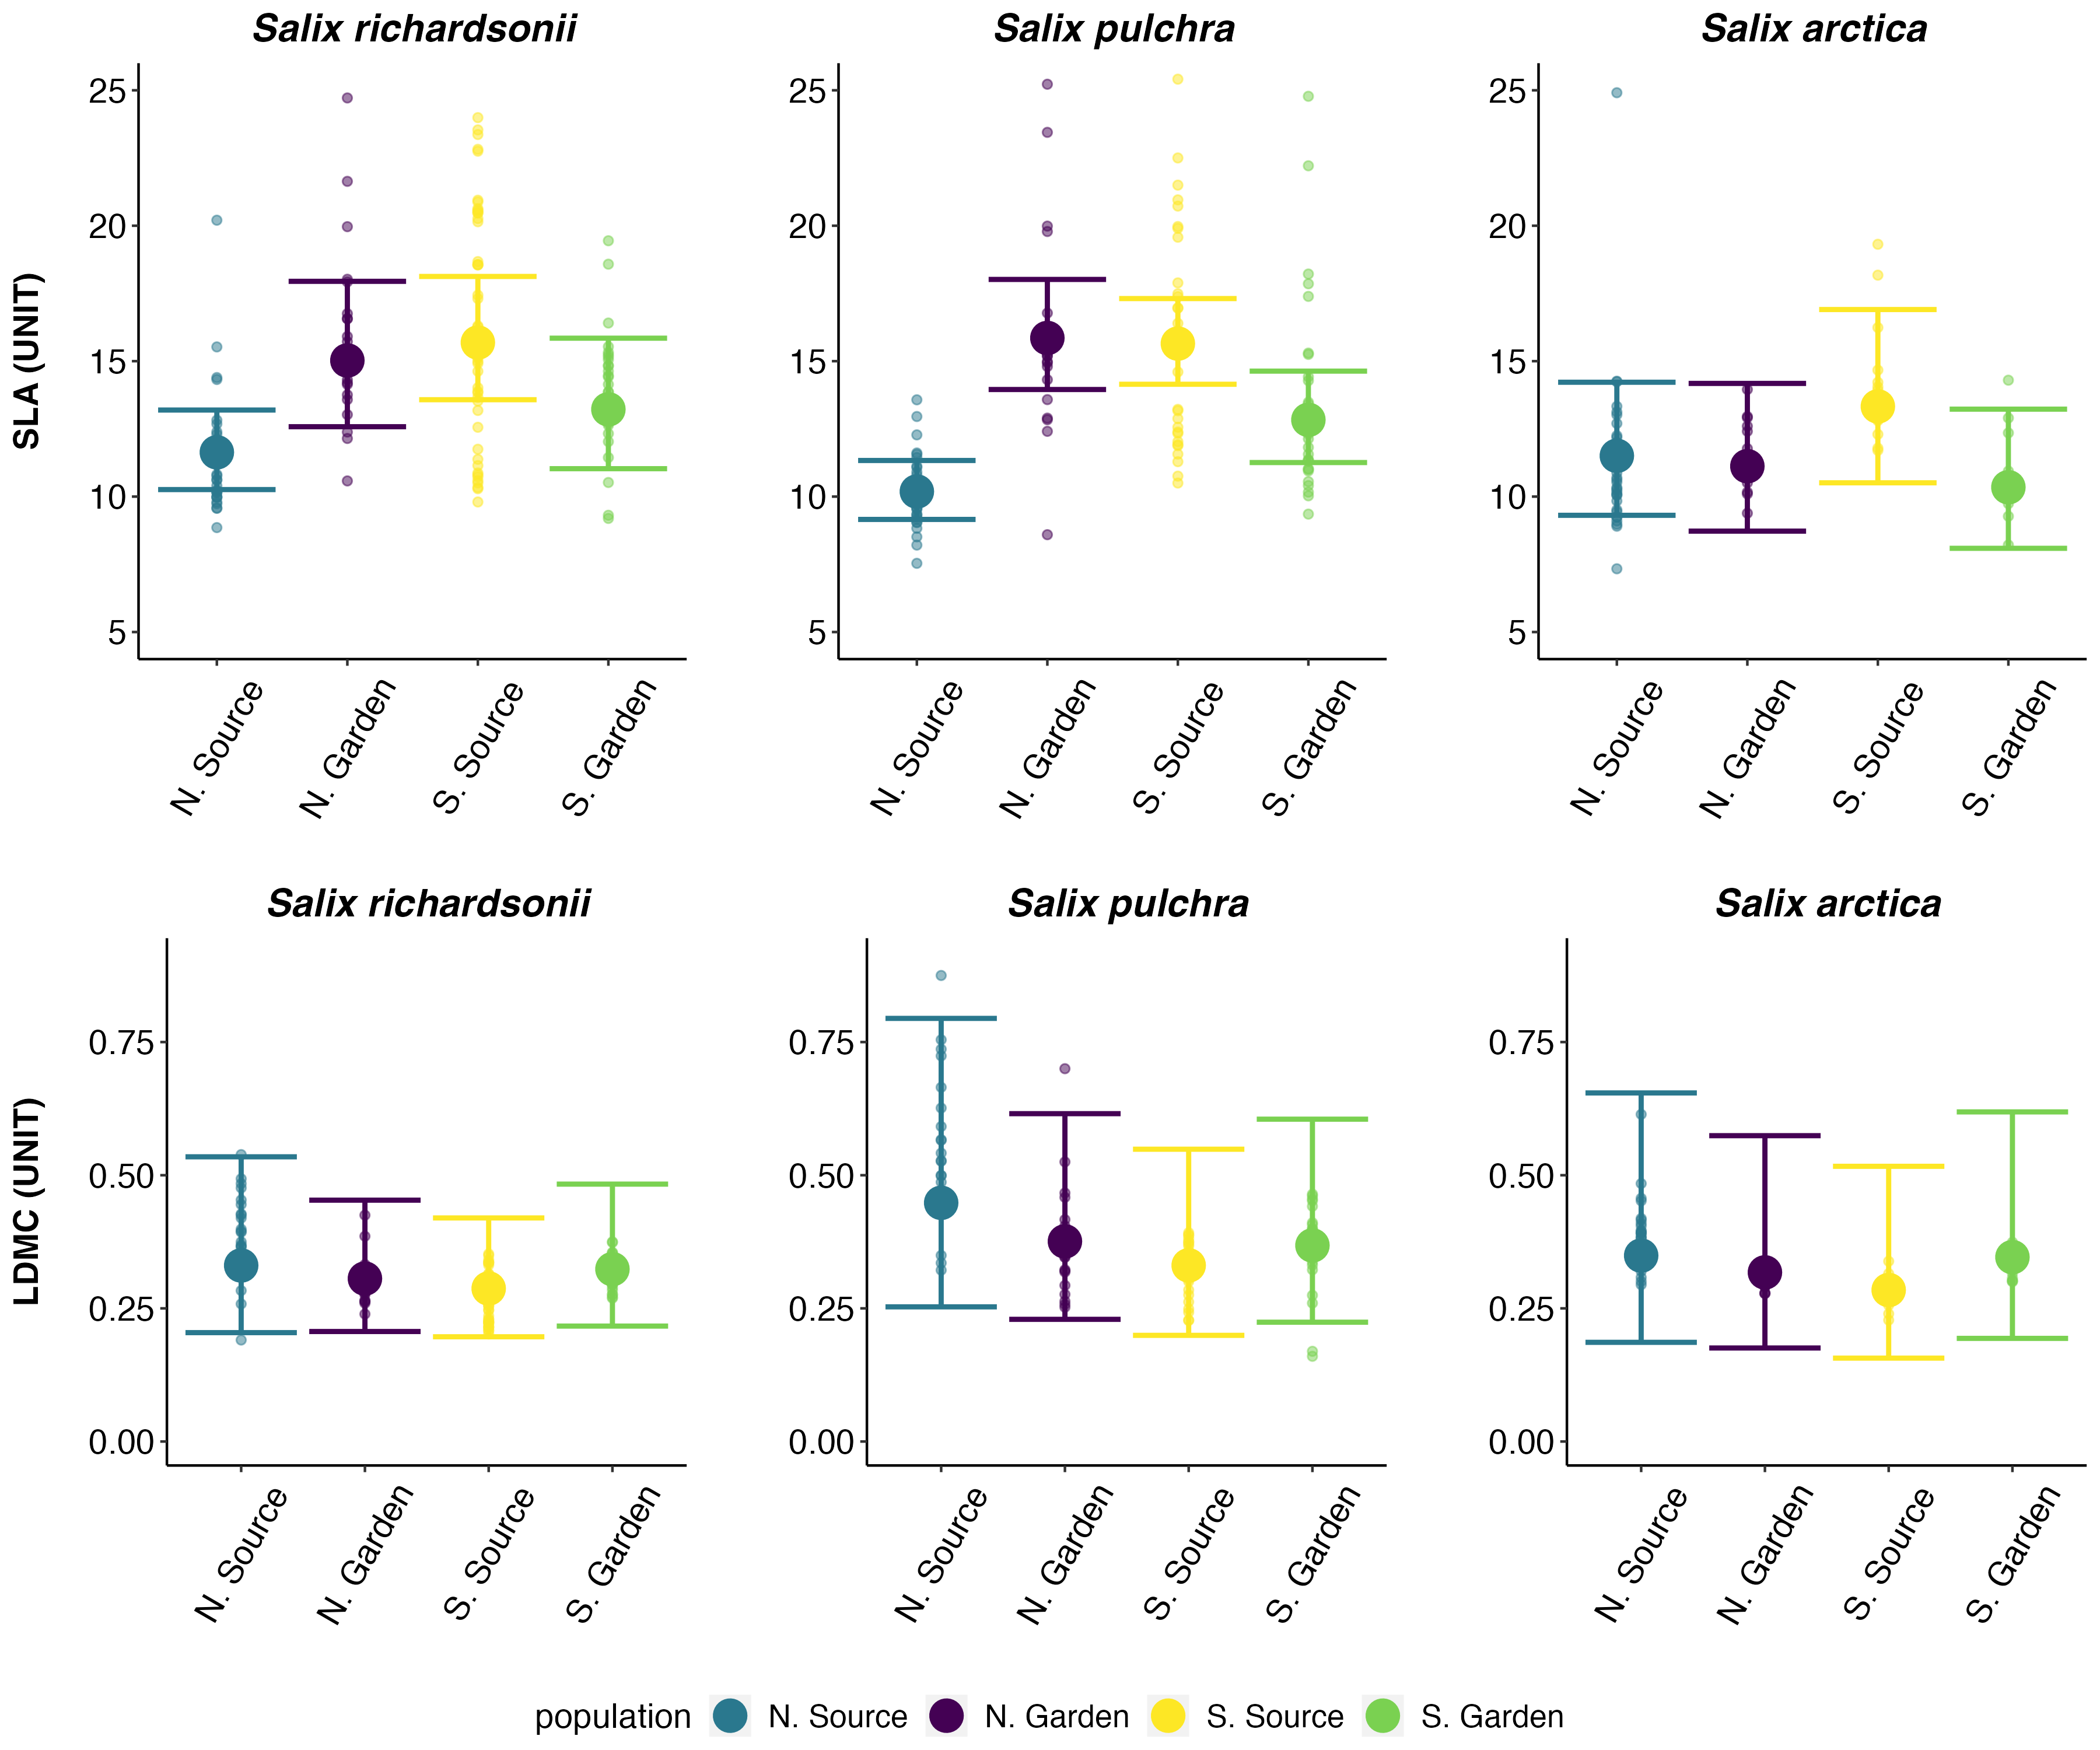 Salix richardsonii Salix pulchra Salix arctica
SLA (UNIT)
25 25 25
20 20 20
15 15 15
10 10 10
5 5 5
N. Source N. Garden S. Source S. Garden N. Source N. Garden S. Source S. Garden N. Source N. Garden S. Source S. Garden
Salix richardsonii Salix pulchra Salix arctica
LDMC (UNIT)
0.75 0.75 0.75
0.50 0.50 0.50
0.25 0.25 0.25
0.00 0.00 0.00
N. Source N. Garden S. Source S. Garden N. Source N. Garden S. Source S. Garden N. Source N. Garden S. Source S. Garden
population N. Source N. Garden S. Source S. Garden